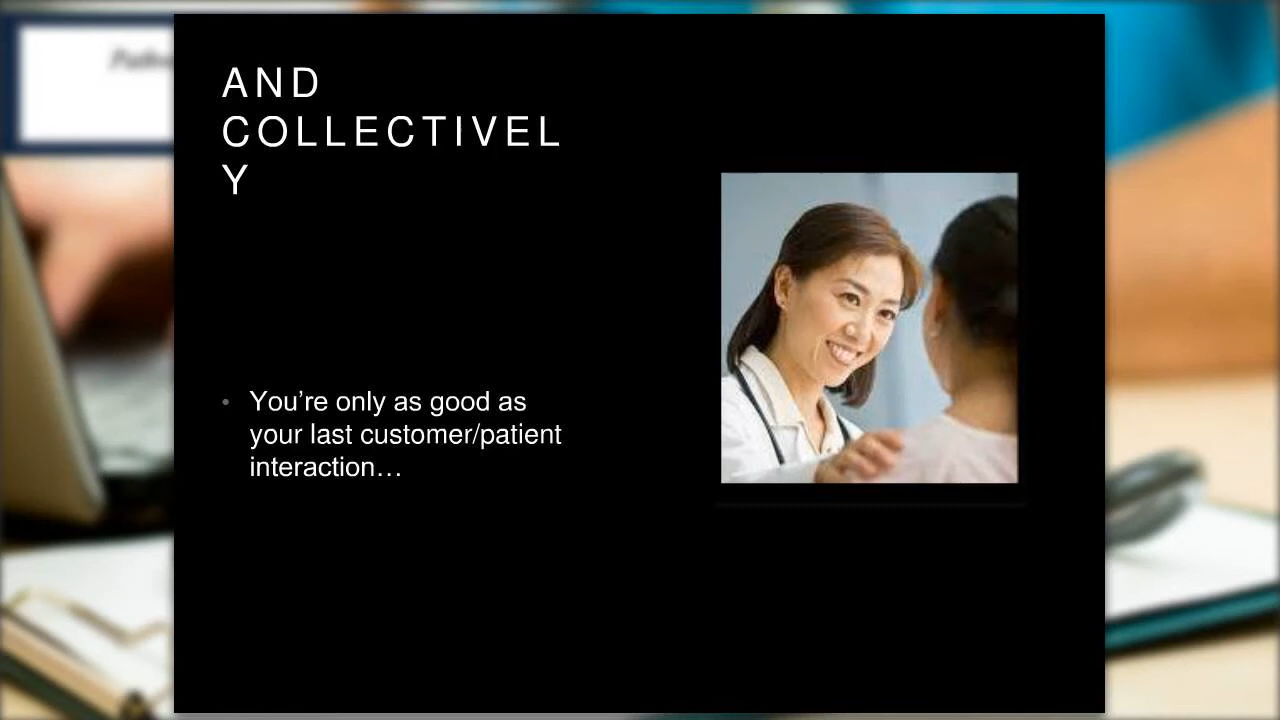 AND
COLLECTIVEL
Y
• You’re only as good as
your last customer/patient
interaction…